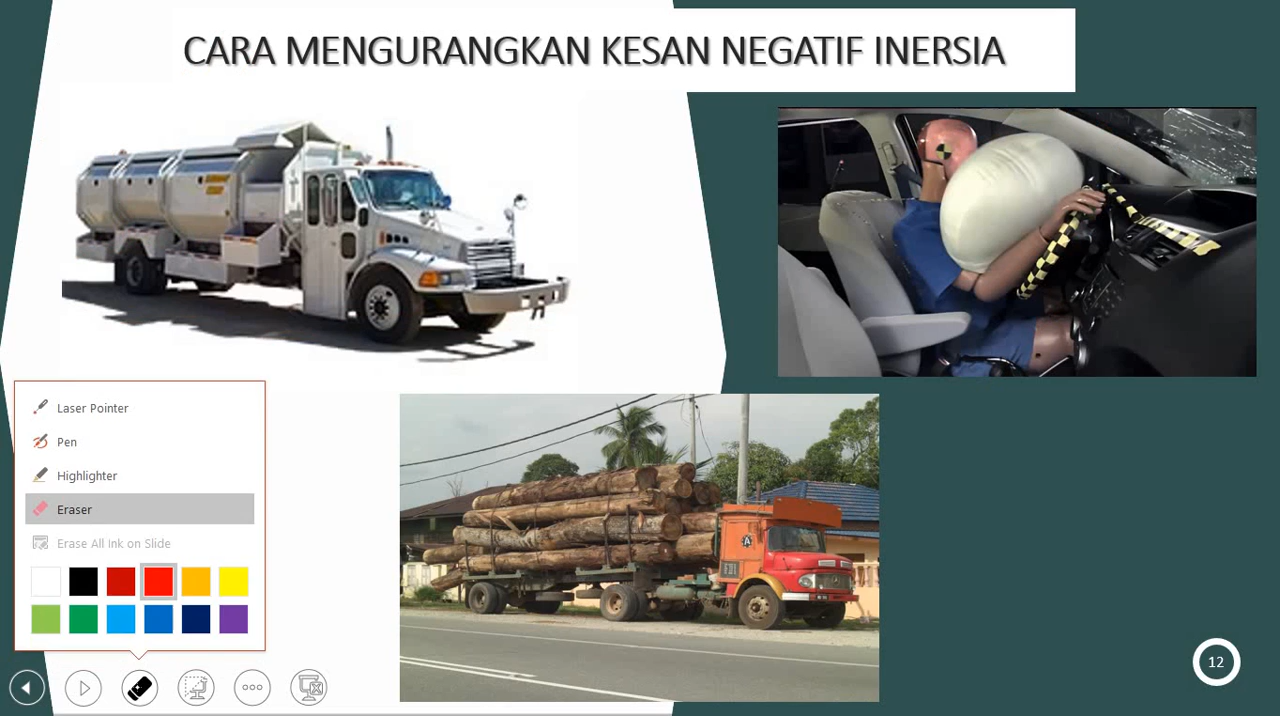 CARA MENGURANGKAN KESAN NEGATIF INERSIA
Laser Pointer
Pen
Highlighter
Eraser
Erase All Ink on Slide
A
12